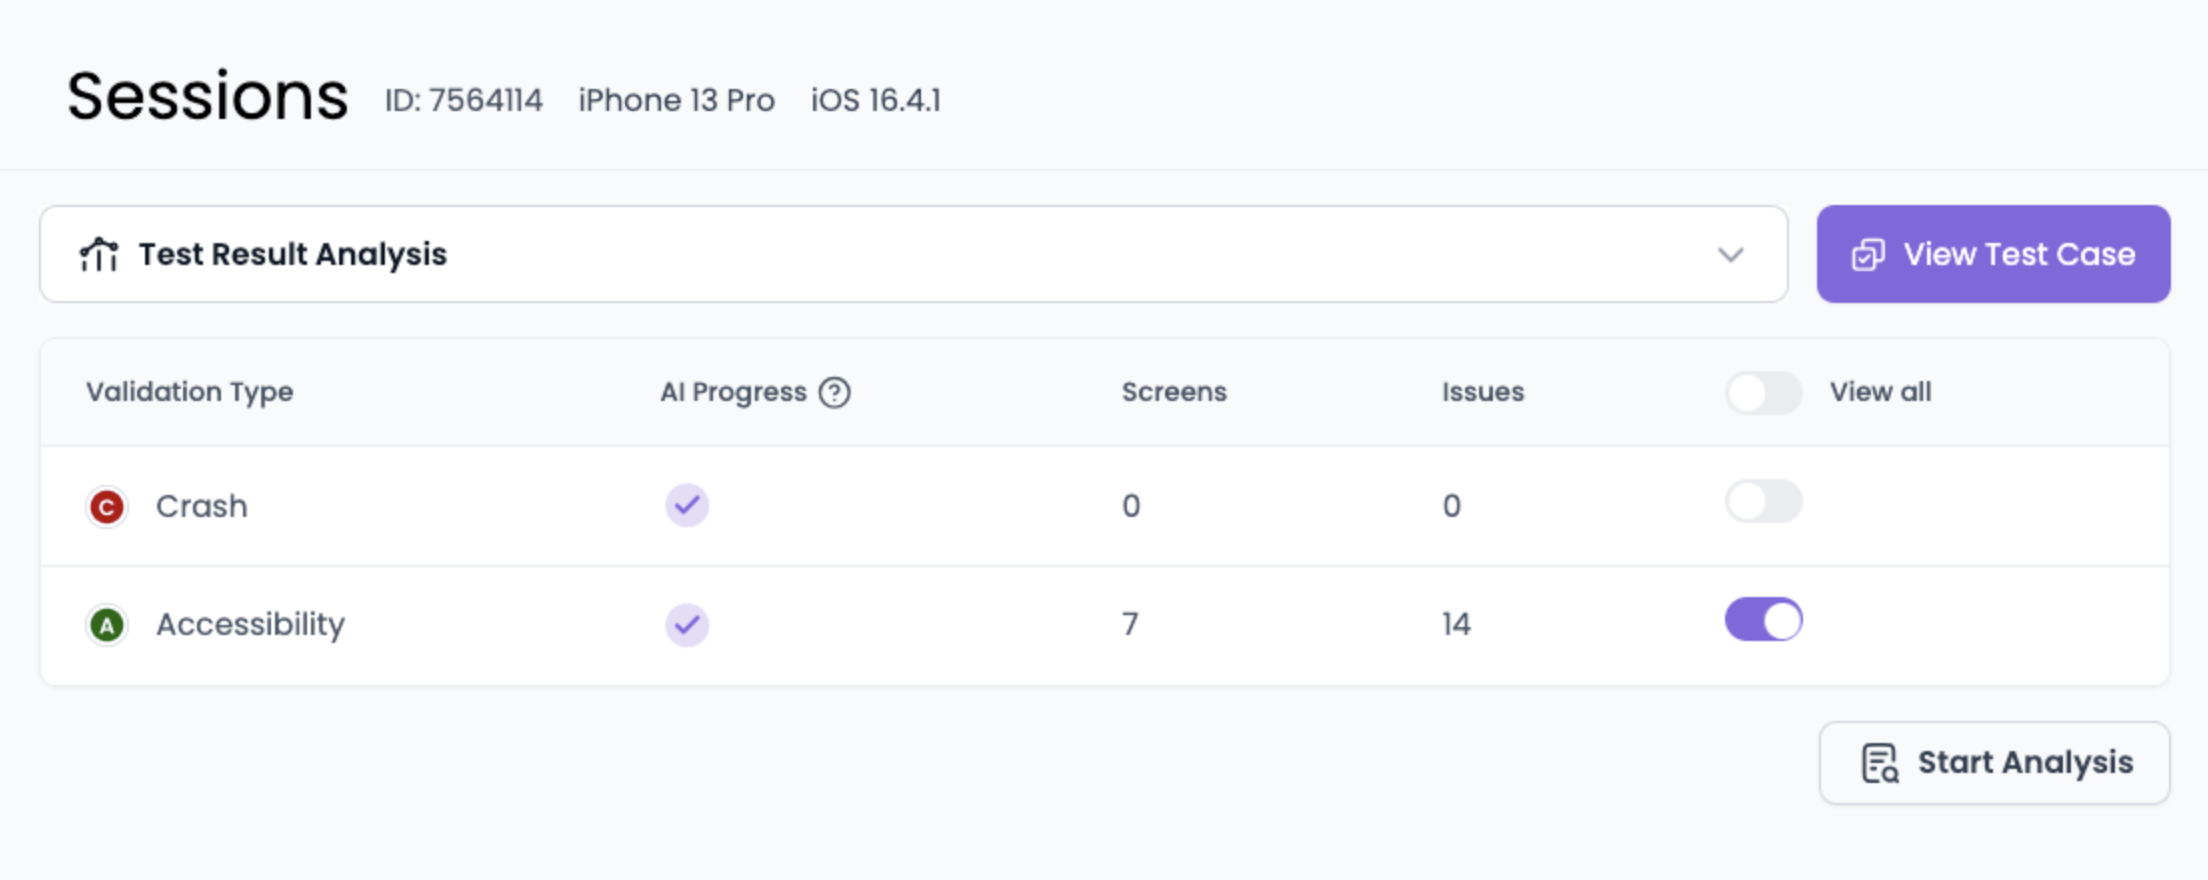 Sessions ID: 7564114 iPhone 13 Pro iOS 16.4.1
Test Result Analysis
View Test Case
Validation Type AI Progress ? Screens Issues View all
C Crash 0 0
A Accessibility 7 14
Start Analysis